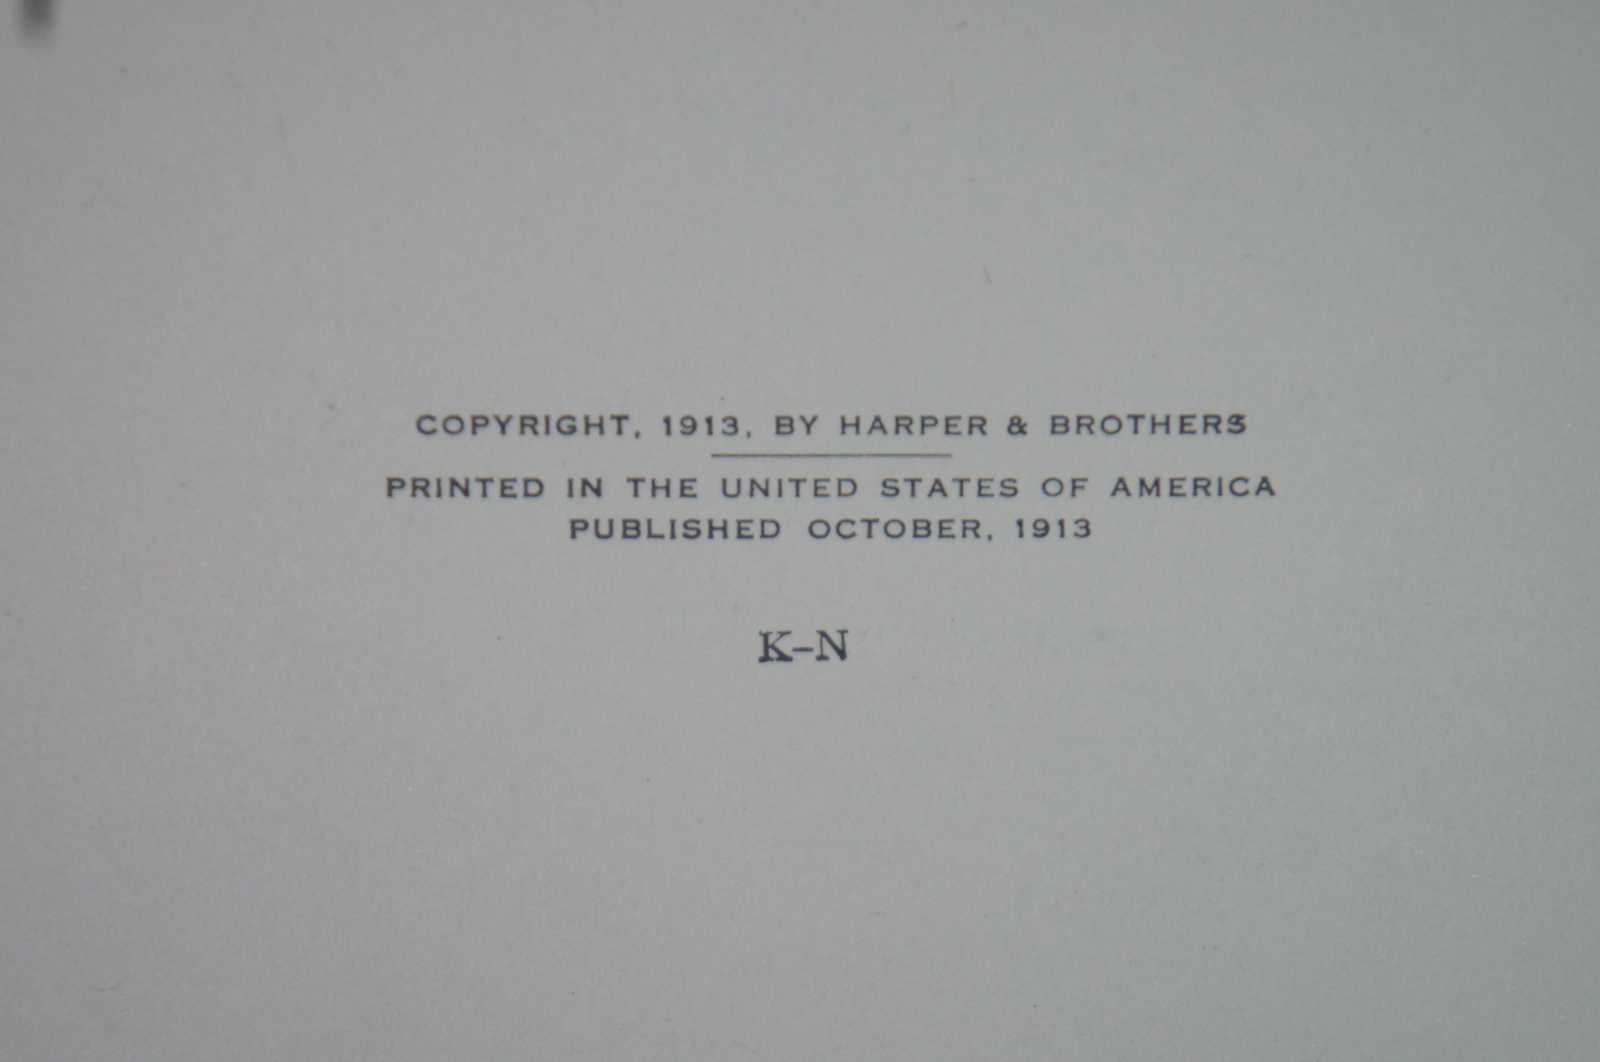 COPYRIGHT, 1913, BY HARPER & BROTHERS
PRINTED IN THE UNITED STATES OF AMERICA
PUBLISHED OCTOBER, 1913
K–N